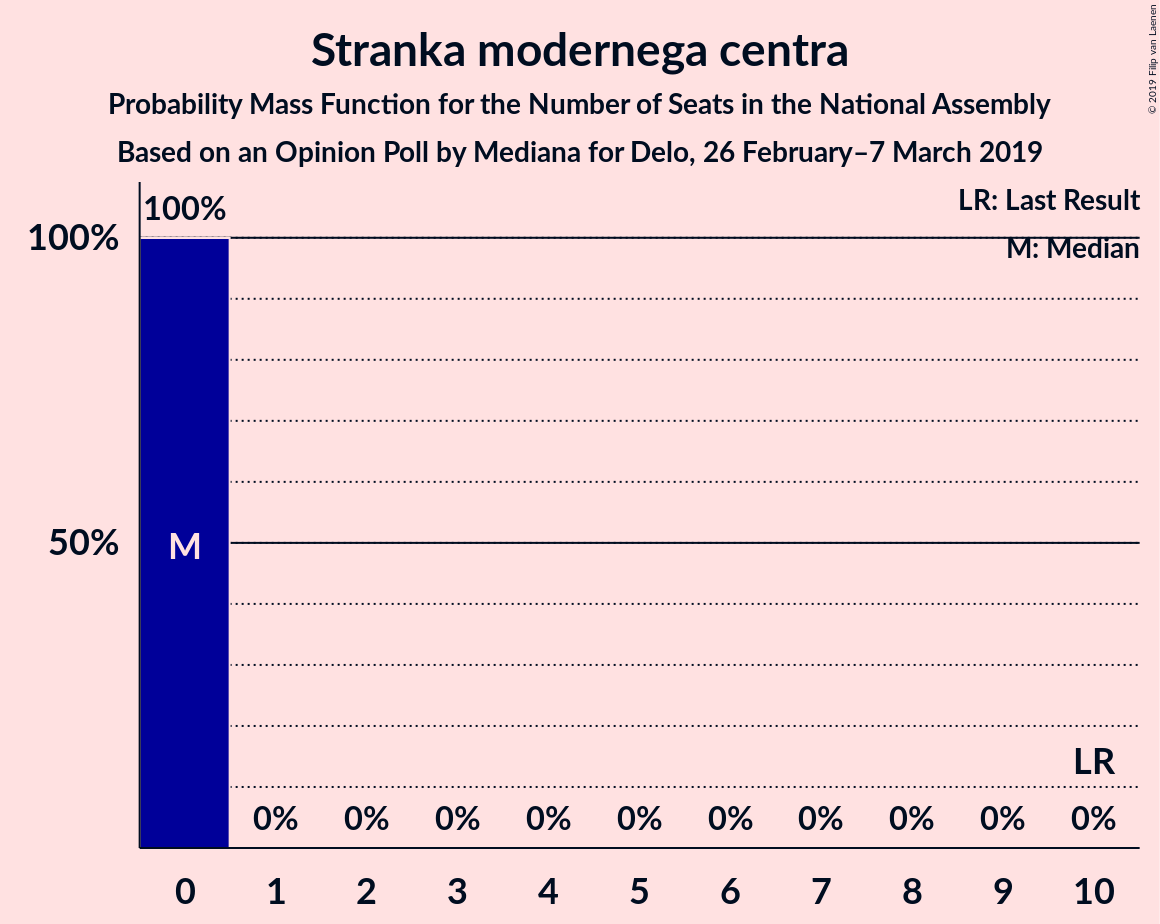 Stranka modernega centra
Probability Mass Function for the Number of Seats in the National Assembly
Based on an Opinion Poll by Mediana for Delo, 26 February–7 March 2019
© 2019 Filip van Laenen
LR: Last Result
M: Median
100%
100%
50%
M
LR
0% 0% 0% 0% 0% 0% 0% 0% 0% 0%
0 1 2 3 4 5 6 7 8 9 10